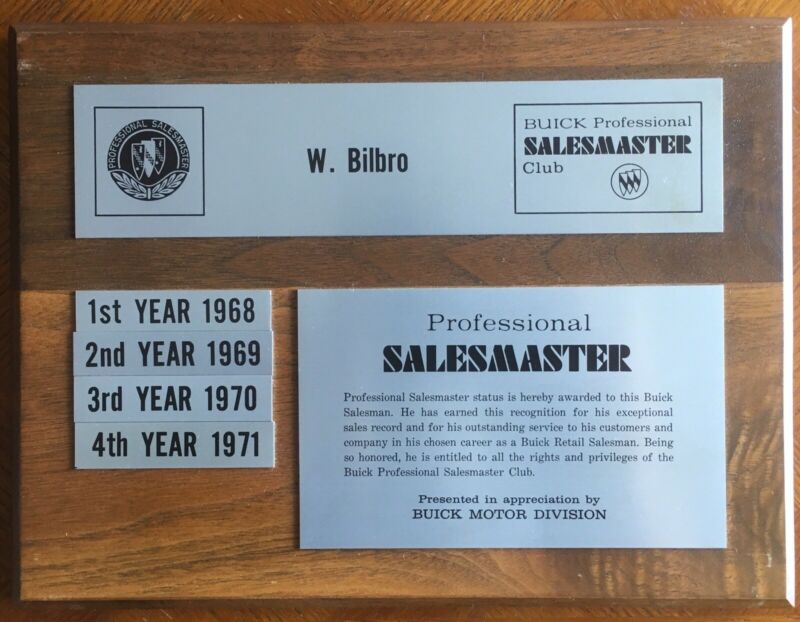 PROFESSIONAL SALESMASTER
W. Bilbro
BUICK Professional
SALESMASTER
Club
1st YEAR 1968
2nd YEAR 1969
3rd YEAR 1970
4th YEAR 1971
Professional
SALESMASTER
Professional Salesmaster status is hereby awarded to this Buick
Salesman. He has earned this recognition for his exceptional
sales record and for his outstanding service to his customers and
company in his chosen career as a Buick Retail Salesman. Being
so honored, he is entitled to all the rights and privileges of the
Buick Professional Salesmaster Club.
Presented in appreciation by
BUICK MOTOR DIVISION